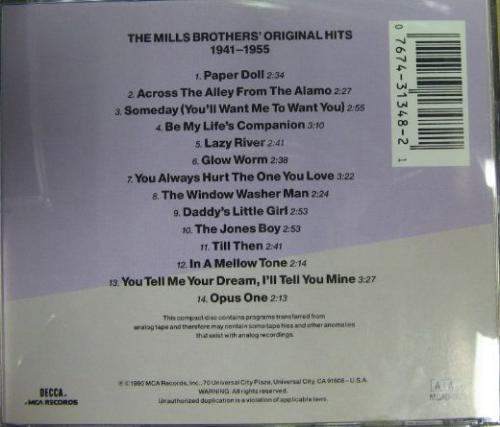 THE MILLS BROTHERS' ORIGINAL HITS
1941–1955
1. Paper Doll 2:34
2. Across The Alley From The Alamo 2:27
3. Someday (You'll Want Me To Want You) 2:55
4. Be My Life's Companion 3:10
5. Lazy River 2:41
6. Glow Worm 2:38
7. You Always Hurt The One You Love 3:22
8. The Window Washer Man 2:24
9. Daddy's Little Girl 2:53
10. The Jones Boy 2:53
11. Till Then 2:41
12. In A Mellow Tone 2:14
13. You Tell Me Your Dream, I'll Tell You Mine 3:27
14. Opus One 2:13
This compact disc contains programs transferred from
analog tape and therefore may contain some tape hiss and other anomalies
that exist with analog recordings.
0 7674-31348-2 1
DECCA
MCA RECORDS
MCA Records, Inc., 70 Universal City Plaza, Universal City, CA 91608 – U.S.A.
WARNING. All rights reserved.
Unauthorized duplication is a violation of applicable laws.